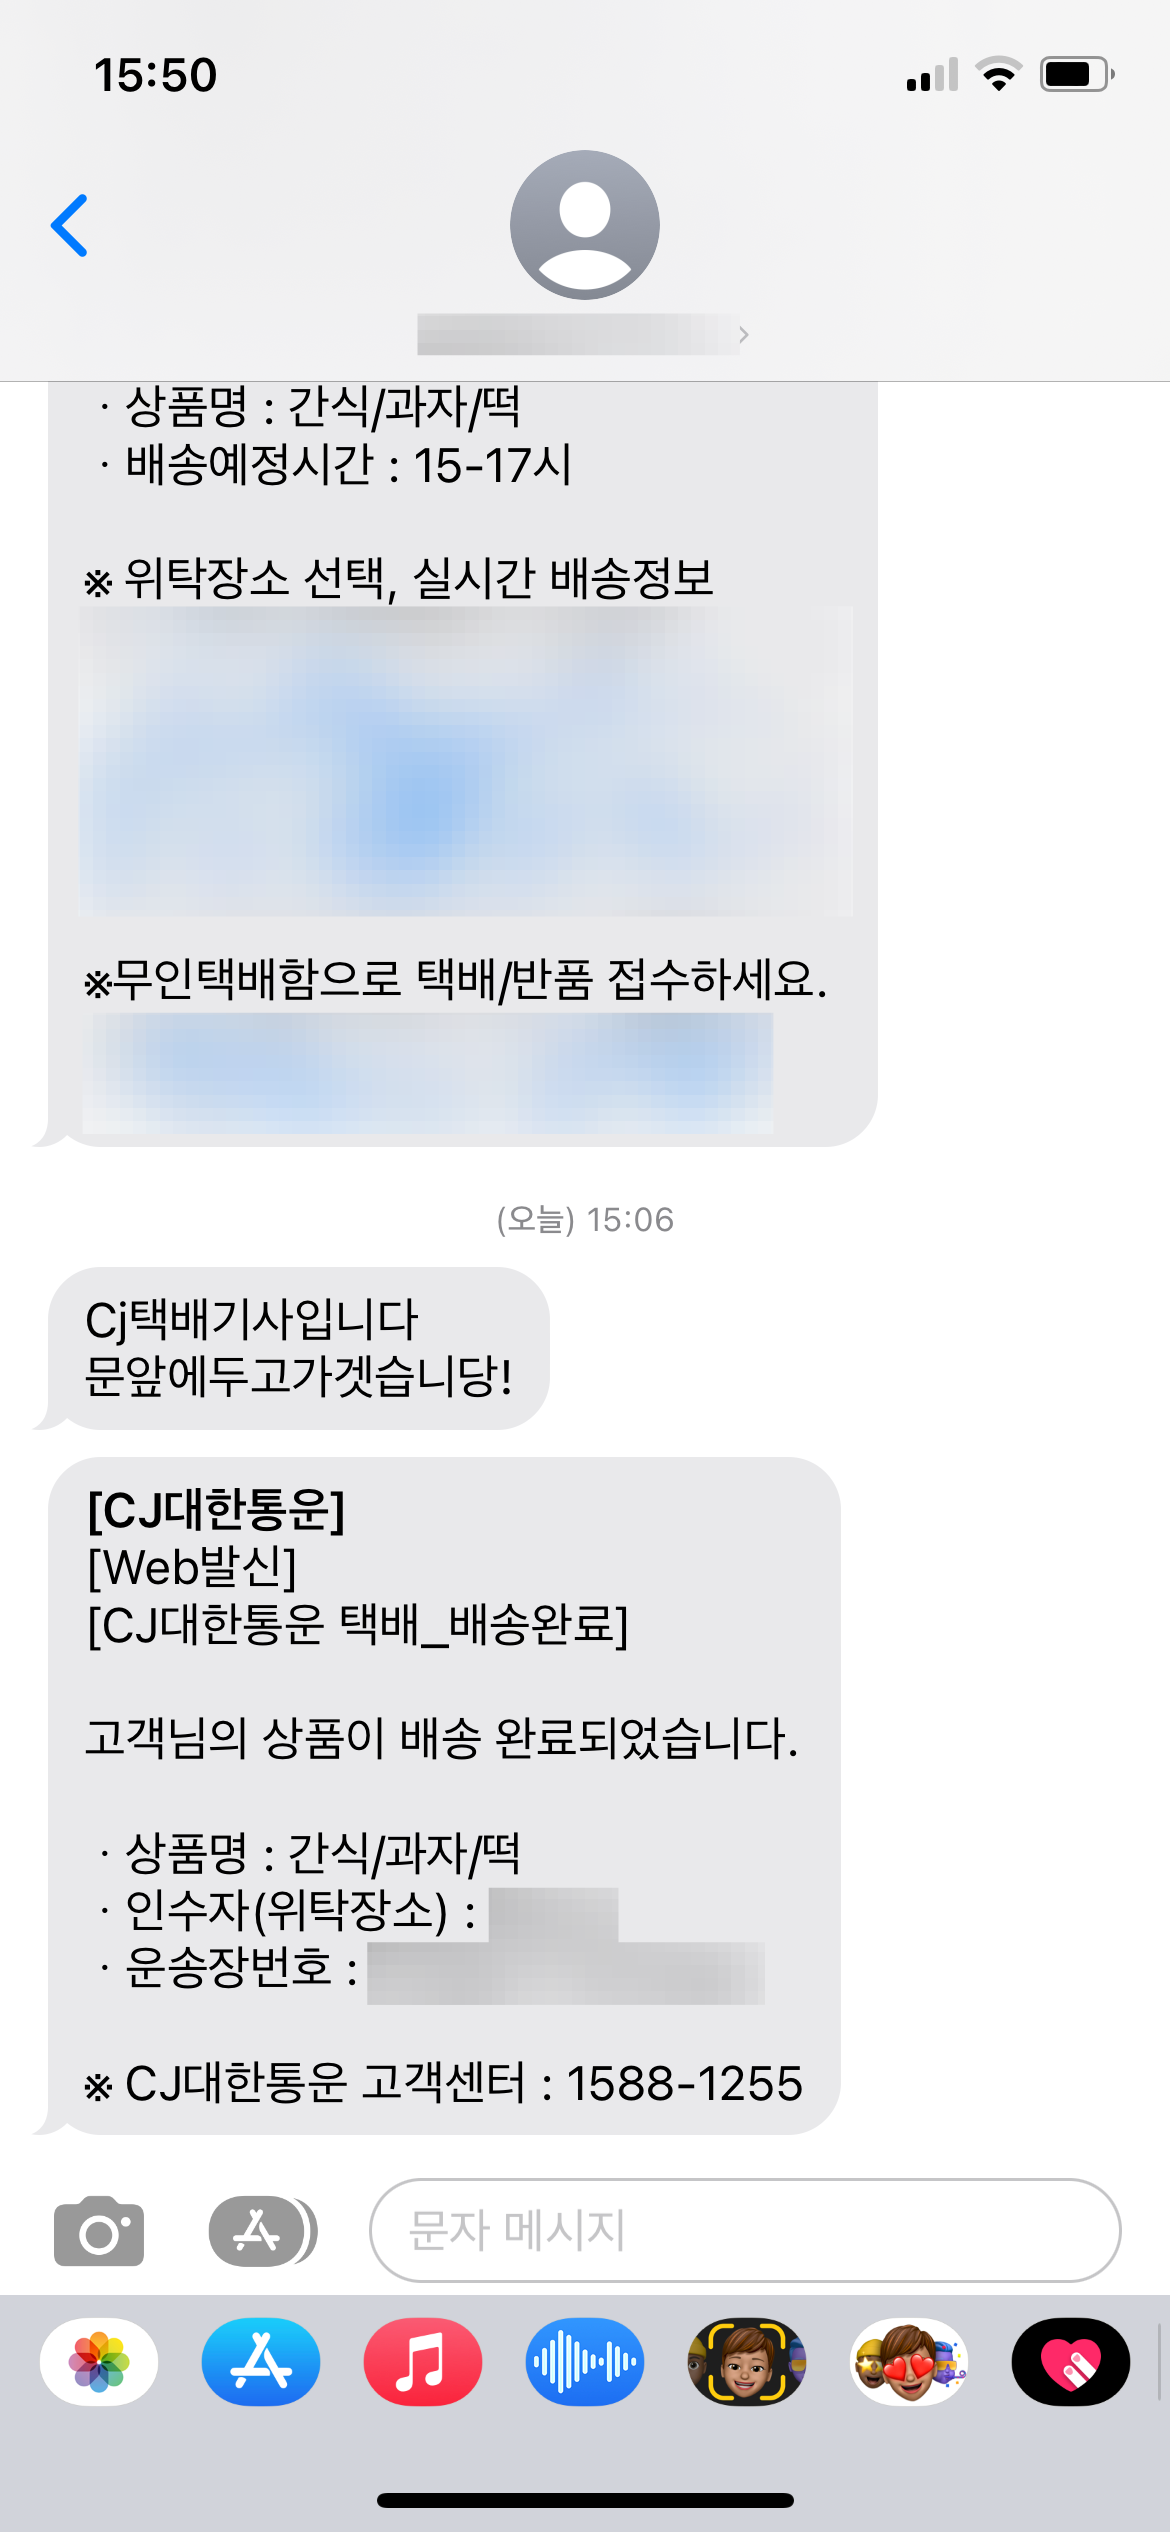 15:50
· 상품명 : 간식/과자/떡
· 배송예정시간 : 15-17시
※ 위탁장소 선택, 실시간 배송정보
※무인택배함으로 택배/반품 접수하세요.
(오늘) 15:06
Cj택배기사입니다
문앞에두고가겟습니당!
[CJ대한통운]
[Web발신]
[CJ대한통운 택배_배송완료]
고객님의 상품이 배송 완료되었습니다.
· 상품명 : 간식/과자/떡
· 인수자(위탁장소) :
· 운송장번호 :
※ CJ대한통운 고객센터 : 1588-1255
문자 메시지